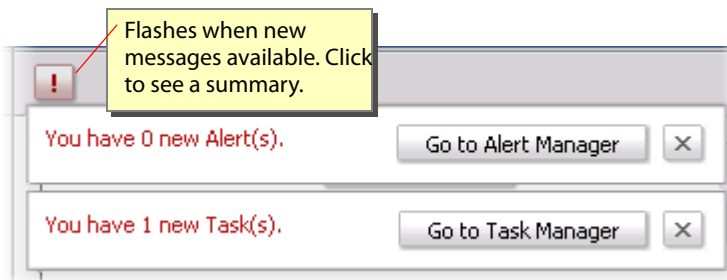 Flashes when new
messages available. Click
to see a summary.
!
You have 0 new Alert(s).
Go to Alert Manager
×
You have 1 new Task(s).
Go to Task Manager
×